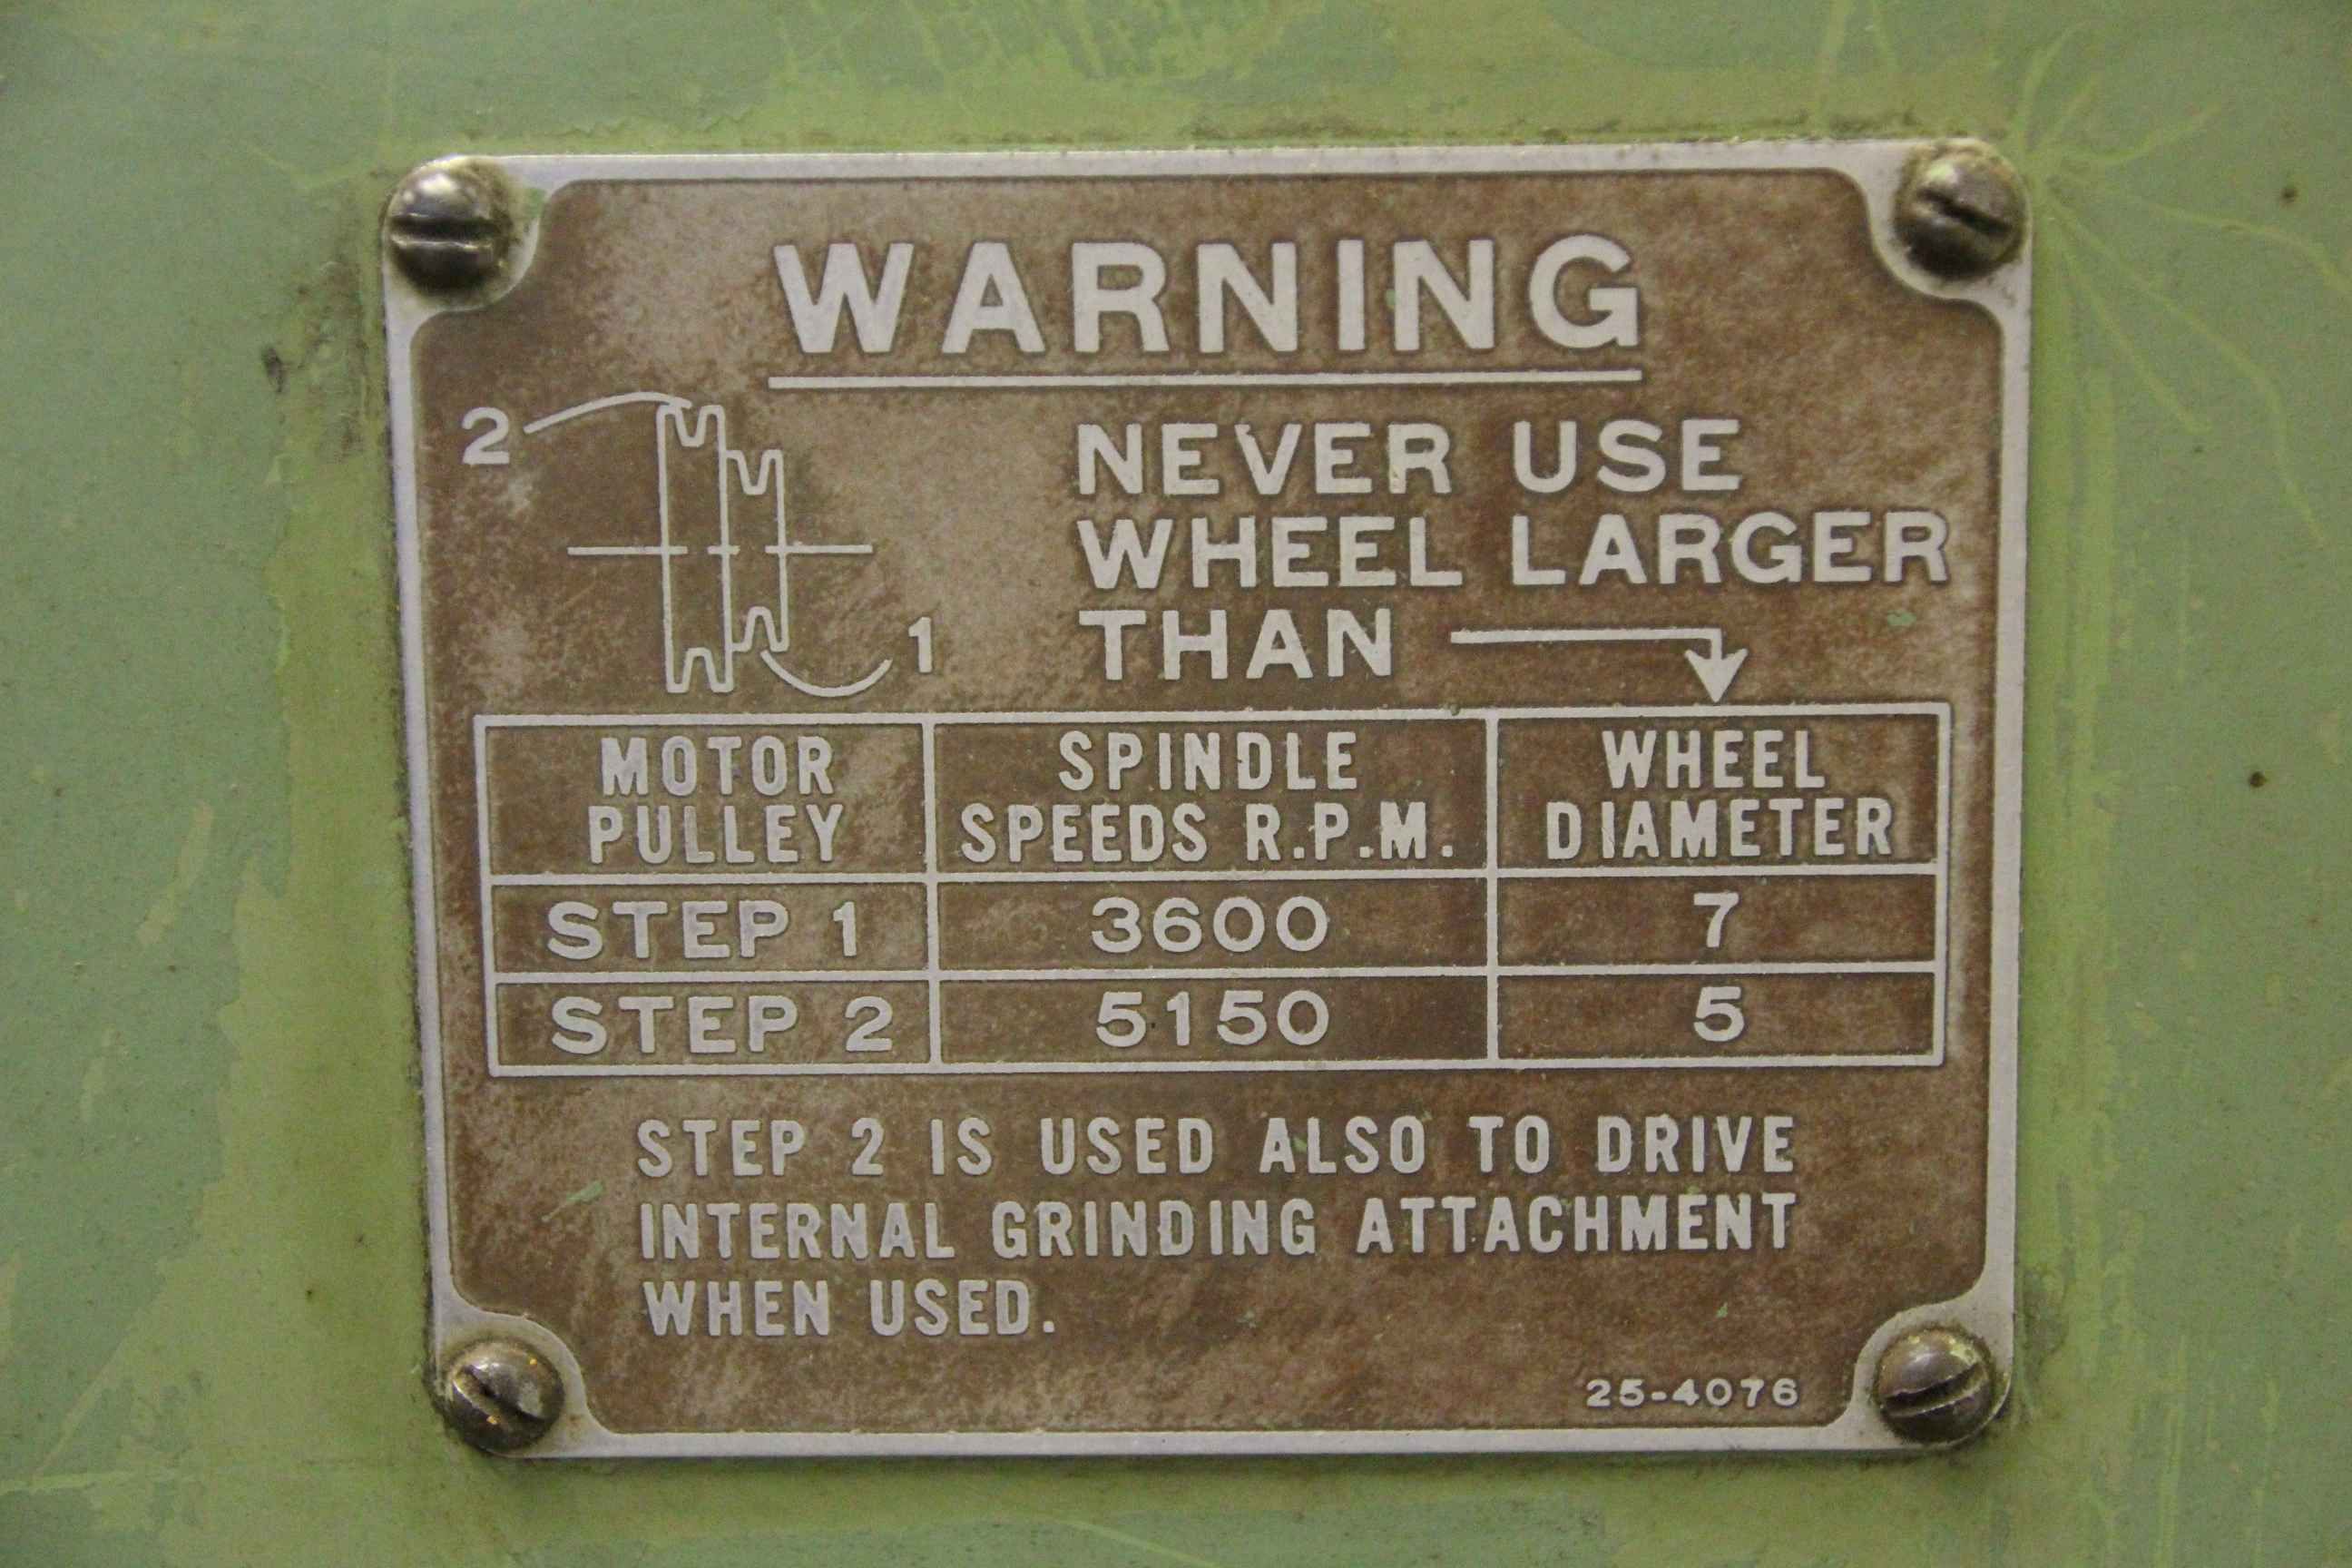 WARNING
2
NEVER USE
WHEEL LARGER
1
THAN
MOTOR PULLEY SPINDLE SPEEDS R.P.M. WHEEL DIAMETER
STEP 1 3600 7
STEP 2 5150 5
STEP 2 IS USED ALSO TO DRIVE
INTERNAL GRINDING ATTACHMENT
WHEN USED.
25-4076